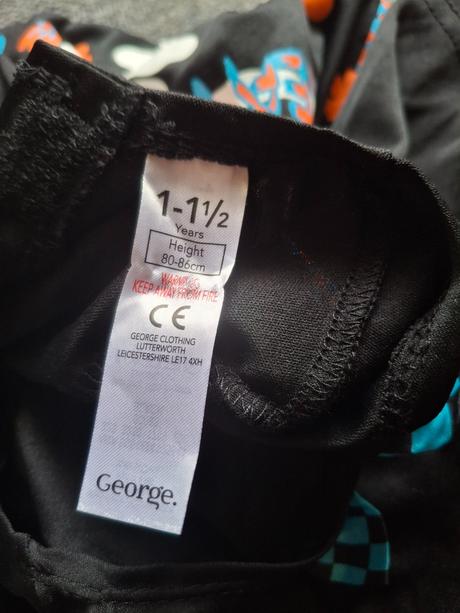 1-1½
Years
Height
80-86cm
WARNING
KEEP AWAY FROM FIRE
CE
GEORGE CLOTHING
LUTTERWORTH
LEICESTERSHIRE LE17 4XH
George.